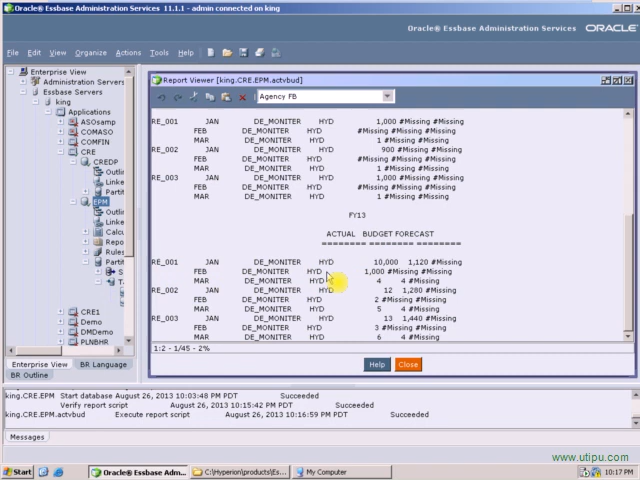 Oracle® Essbase Administration Services 11.1.1 - admin connected on king
Oracle® Essbase Administration Services ORACLE
File Edit View Organize Actions Tools Help
Enterprise View
Administration Servers
Essbase Servers
king
Applications
ASOsamp
COMASO
COMFIN
CRE
CREDP
Outlin
Linke
Partit
EPM
Outlin
Linke
Calcu
Repo
Rules
Partit
S
T
CRE1
Demo
DMDemo
PLNBHR
Enterprise View BR Language
BR Outline
Report Viewer [king.CRE.EPM.actvbud]
Agency FB
RE_001 JAN DE_MONITER HYD 1,000 #Missing #Missing
FEB DE_MONITER HYD #Missing #Missing #Missing
MAR DE_MONITER HYD 1 #Missing #Missing
RE_002 JAN DE_MONITER HYD 900 #Missing #Missing
FEB DE_MONITER HYD #Missing #Missing #Missing
MAR DE_MONITER HYD 1 #Missing #Missing
RE_003 JAN DE_MONITER HYD 1,000 #Missing #Missing
FEB DE_MONITER HYD #Missing #Missing #Missing
MAR DE_MONITER HYD 1 #Missing #Missing
FY13
ACTUAL BUDGET FORECAST
======== ======== ========
RE_001 JAN DE_MONITER HYD 10,000 1,120 #Missing
FEB DE_MONITER HYD 1,000 #Missing #Missing
MAR DE_MONITER HYD 4 4 #Missing
RE_002 JAN DE_MONITER HYD 12 1,280 #Missing
FEB DE_MONITER HYD 2 #Missing #Missing
MAR DE_MONITER HYD 5 4 #Missing
RE_003 JAN DE_MONITER HYD 13 1,440 #Missing
FEB DE_MONITER HYD 3 #Missing #Missing
MAR DE_MONITER HYD 6 4 #Missing
1:2 - 1/45 - 2%
Help Close
king.CRE.EPM Start database August 26, 2013 10:03:48 PM PDT Succeeded
Verify report script August 26, 2013 10:15:42 PM PDT Succeeded
king.CRE.EPM.actvbud Execute report script August 26, 2013 10:16:59 PM PDT Succeeded
Messages
www.utipu.com
Start Oracle® Essbase Adm... C:\Hyperion\products\Es... My Computer 10:17 PM